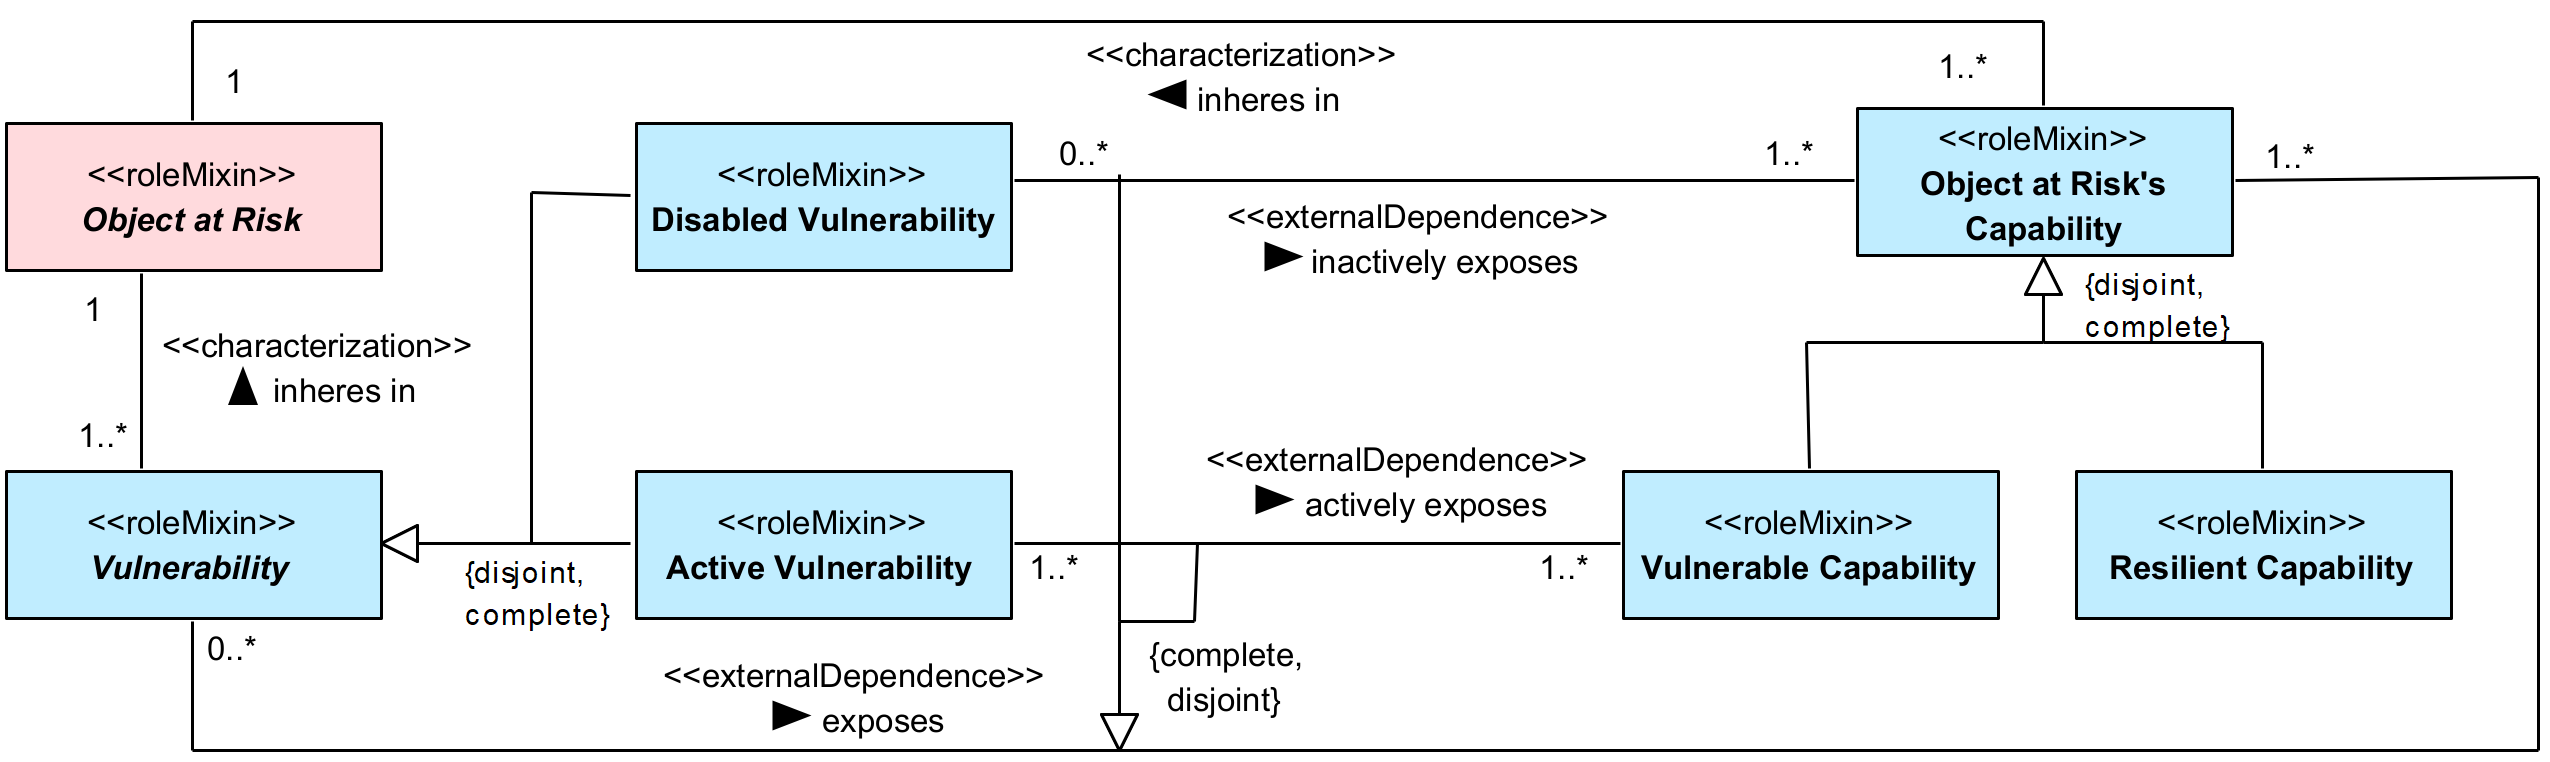 <<characterization>>
inheres in
1
1..*
<<roleMixin>>
Object at Risk
<<roleMixin>>
Disabled Vulnerability
0..*
1..*
<<roleMixin>>
Object at Risk's
Capability
1..*
<<externalDependence>>
inactively exposes
{disjoint,
complete}
1
<<characterization>>
inheres in
1..*
<<externalDependence>>
actively exposes
<<roleMixin>>
Vulnerability
{disjoint,
complete}
<<roleMixin>>
Active Vulnerability
1..*
1..*
<<roleMixin>>
Vulnerable Capability
<<roleMixin>>
Resilient Capability
0..*
<<externalDependence>>
exposes
{complete,
disjoint}